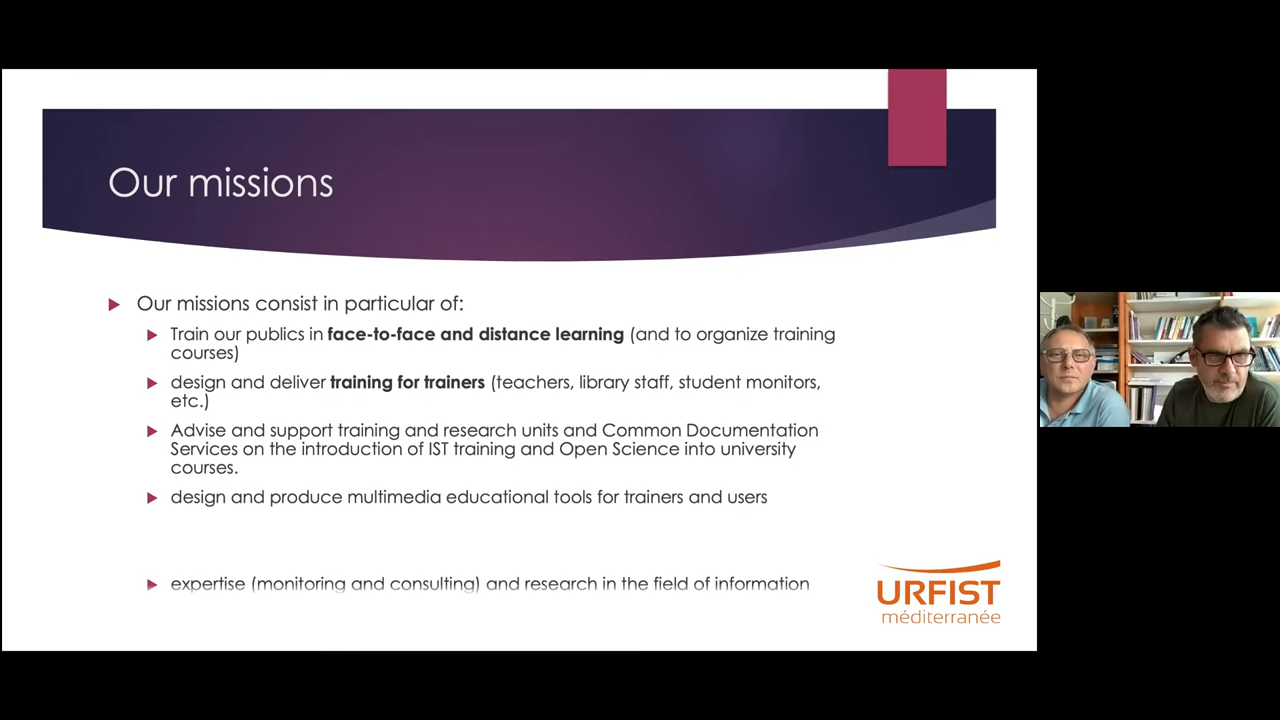 Our missions
Our missions consist in particular of:
Train our publics in face-to-face and distance learning (and to organize training
courses)
design and deliver training for trainers (teachers, library staff, student monitors,
etc.)
Advise and support training and research units and Common Documentation
Services on the introduction of IST training and Open Science into university
courses.
design and produce multimedia educational tools for trainers and users
expertise (monitoring and consulting) and research in the field of information
URFIST
méditerranée